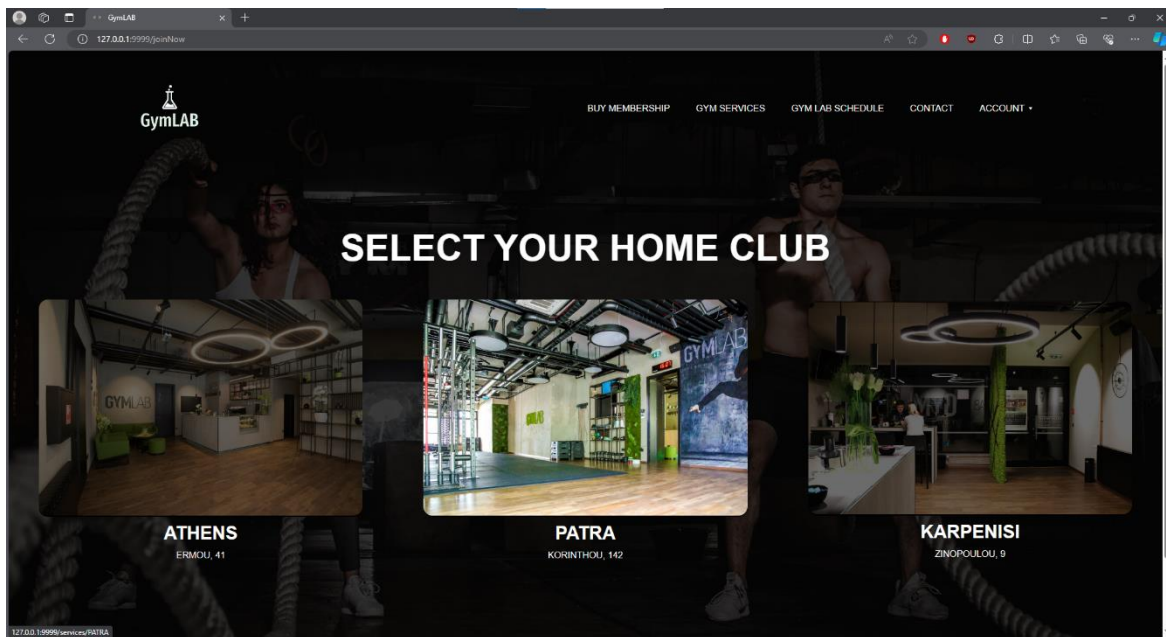 GymLAB
127.0.0.1:9999/joinNow
GymLAB
BUY MEMBERSHIP GYM SERVICES GYM LAB SCHEDULE CONTACT ACCOUNT
SELECT YOUR HOME CLUB
GYMLAB
GYMLAB
GYMLAB
ATHENS
ERMOU, 41
PATRA
KORINTHOU, 142
KARPENISI
ZINOPOULOU, 9
127.0.0.1:9999/services/PATRA